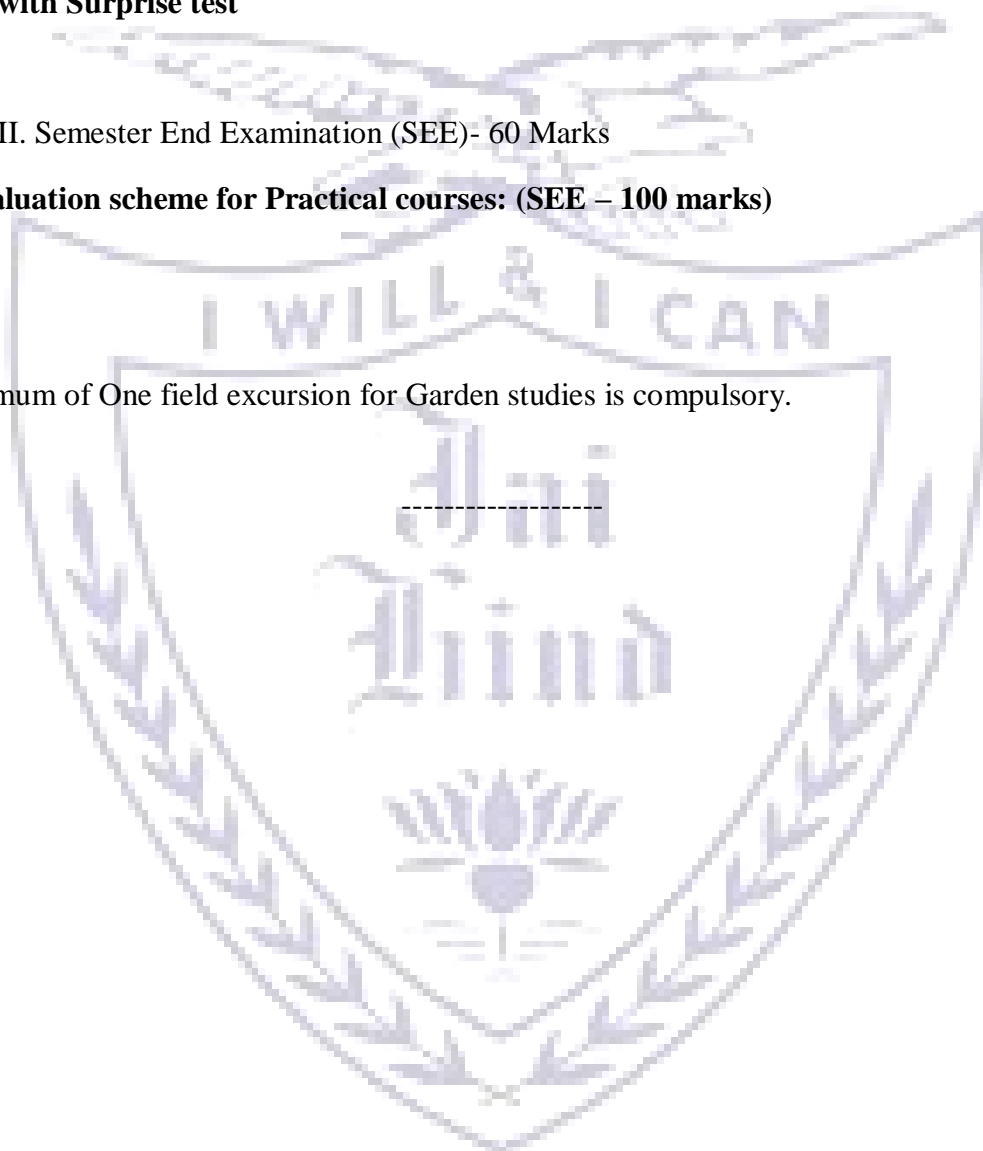 with Surprise test
II. Semester End Examination (SEE)- 60 Marks
aluation scheme for Practical courses: (SEE – 100 marks)
I WILL & I CAN
mum of One field excursion for Garden studies is compulsory.
Jai
-------------------
Hind